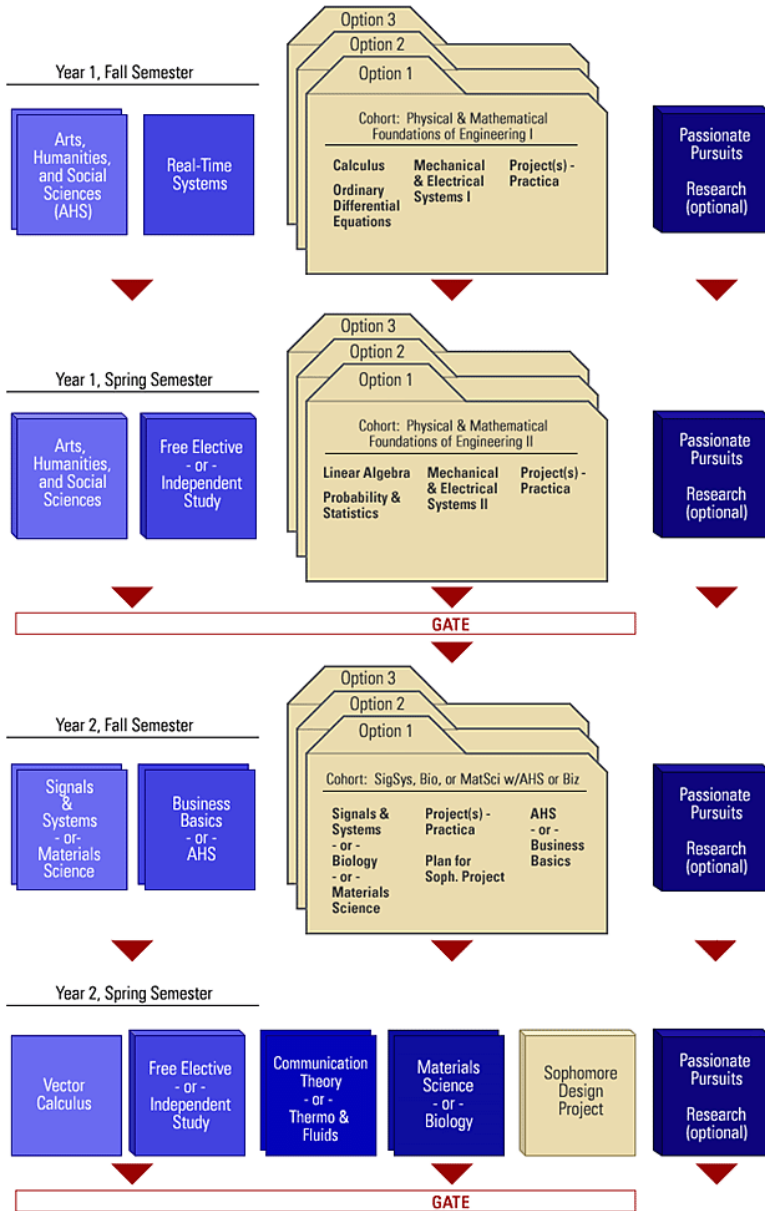 Year 1, Fall Semester
Option 3
Option 2
Option 1
Arts,
Humanities,
and Social
Sciences
(AHS)
Real-Time
Systems
Cohort: Physical & Mathematical
Foundations of Engineering I
Calculus
Ordinary
Differential
Equations
Mechanical
& Electrical
Systems I
Project(s) -
Practica
Passionate
Pursuits
Research
(optional)
Year 1, Spring Semester
Option 3
Option 2
Option 1
Arts,
Humanities,
and Social
Sciences
Free Elective
- or -
Independent
Study
Cohort: Physical & Mathematical
Foundations of Engineering II
Linear Algebra
Probability &
Statistics
Mechanical
& Electrical
Systems II
Project(s) -
Practica
Passionate
Pursuits
Research
(optional)
GATE
Year 2, Fall Semester
Option 3
Option 2
Option 1
Signals
&
Systems
- or-
Materials
Science
Business
Basics
- or -
AHS
Cohort: SigSys, Bio, or MatSci w/AHS or Biz
Signals &
Systems
- or -
Biology
- or -
Materials
Science
Project(s) -
Practica
Plan for
Soph. Project
AHS
- or -
Business
Basics
Passionate
Pursuits
Research
(optional)
Year 2, Spring Semester
Vector
Calculus
Free Elective
- or -
Independent
Study
Communication
Theory
- or -
Thermo &
Fluids
Materials
Science
- or -
Biology
Sophomore
Design
Project
Passionate
Pursuits
Research
(optional)
GATE